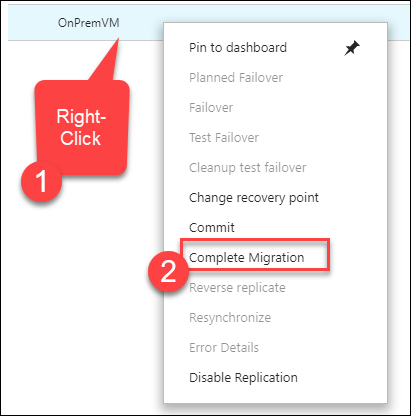 OnPremVM
Right-
Click
1
Pin to dashboard
Planned Failover
Failover
Test Failover
Cleanup test failover
Change recovery point
Commit
2
Complete Migration
Reverse replicate
Resynchronize
Error Details
Disable Replication